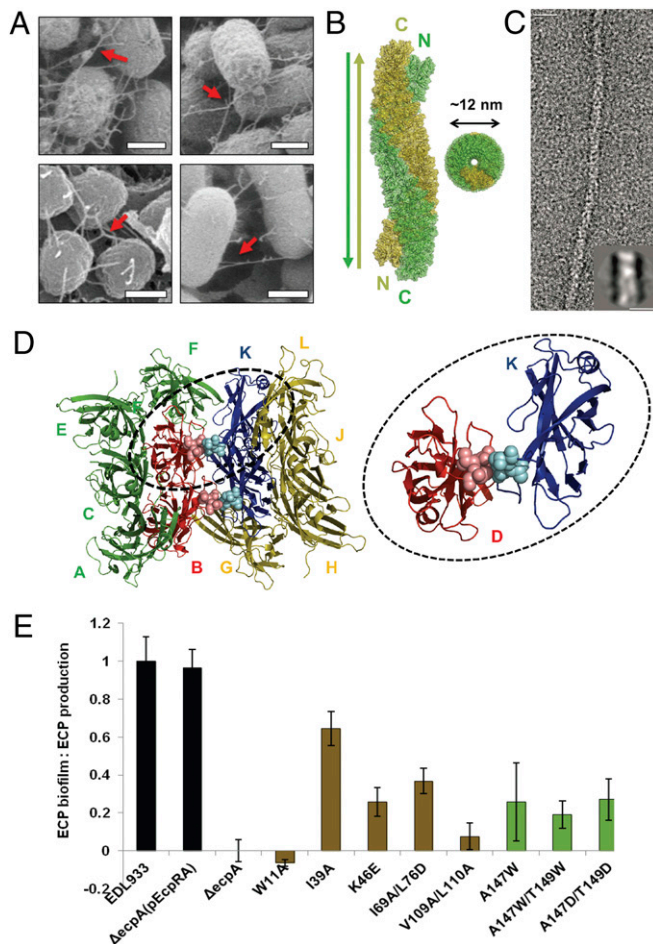 A
B
C
C
N
~12 nm
N
C
D
F
K
L
E
J
C
A
B
G
H
K
D
E
ECP biofilm : ECP production
1.2
1
0.8
0.6
0.4
0.2
0
-0.2
EDL933
ΔecpA(pEcpRA)
ΔecpA
W11A
I39A
K46E
I69A/L76D
V109A/L110A
A147W
A147W/T149W
A147D/T149D